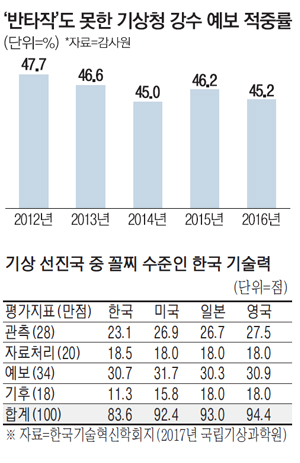 ‘반타작’도 못한 기상청 강수 예보 적중률
(단위=%) *자료=감사원
47.7 46.6 45.0 46.2 45.2
2012년 2013년 2014년 2015년 2016년
기상 선진국 중 꼴찌 수준인 한국 기술력
(단위=점)
평가지표(만점) 한국 미국 일본 영국
관측(28) 23.1 26.9 26.7 27.5
자료처리(20) 18.5 18.0 18.0 18.0
예보(34) 30.7 31.7 30.3 30.9
기후(18) 11.3 15.8 18.0 18.0
합계(100) 83.6 92.4 93.0 94.4
※ 자료=한국기술혁신학회지(2017년 국립기상과학원)